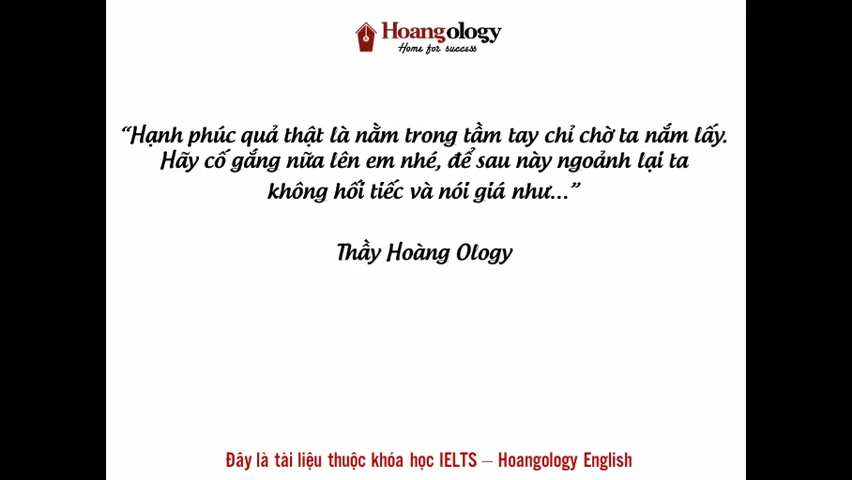 Hoangology
Home for success
“Hạnh phúc quả thật là nằm trong tầm tay chỉ chờ ta nắm lấy.
Hãy cố gắng nữa lên em nhé, để sau này ngoảnh lại ta
không hối tiếc và nói giá như...”
Thầy Hoàng Ology
Đây là tài liệu thuộc khóa học IELTS – Hoangology English